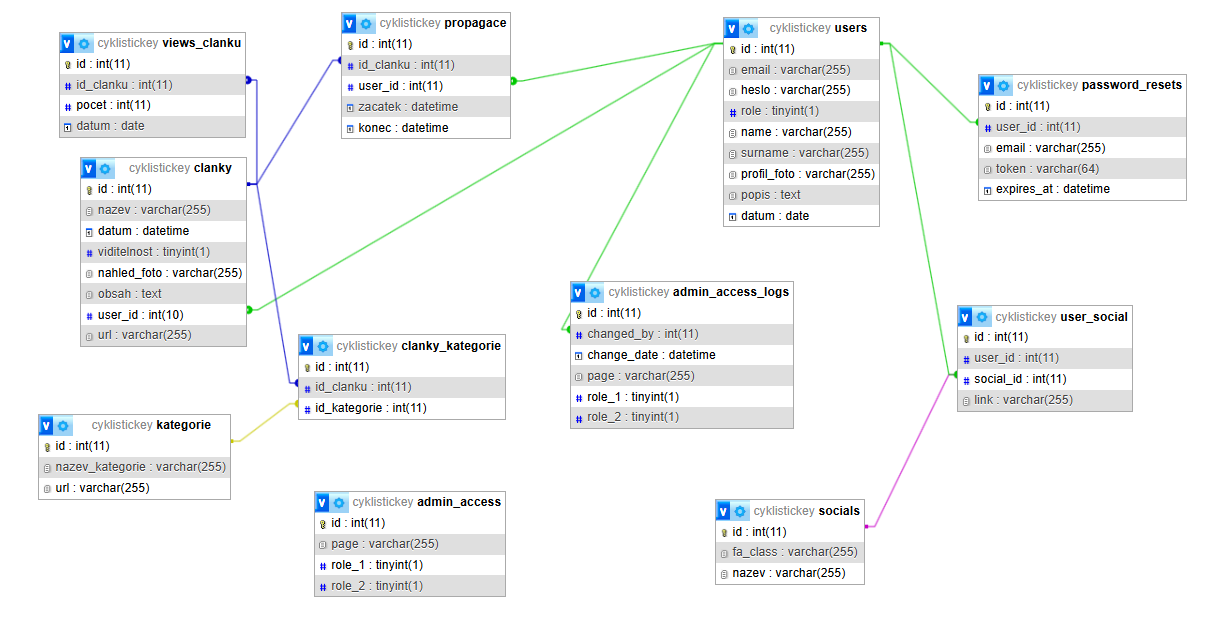 cyklistickey views_clanku
id : int(11)
id_clanku : int(11)
pocet : int(11)
datum : date
cyklistickey propagace
id : int(11)
id_clanku : int(11)
user_id : int(11)
zacatek : datetime
konec : datetime
cyklistickey users
id : int(11)
email : varchar(255)
heslo : varchar(255)
role : tinyint(1)
name : varchar(255)
surname : varchar(255)
profil_foto : varchar(255)
popis : text
datum : date
cyklistickey password_resets
id : int(11)
user_id : int(11)
email : varchar(255)
token : varchar(64)
expires_at : datetime
cyklistickey clanky
id : int(11)
nazev : varchar(255)
datum : datetime
viditelnost : tinyint(1)
nahled_foto : varchar(255)
obsah : text
user_id : int(10)
url : varchar(255)
cyklistickey admin_access_logs
id : int(11)
changed_by : int(11)
change_date : datetime
page : varchar(255)
role_1 : tinyint(1)
role_2 : tinyint(1)
cyklistickey user_social
id : int(11)
user_id : int(11)
social_id : int(11)
link : varchar(255)
cyklistickey clanky_kategorie
id : int(11)
id_clanku : int(11)
id_kategorie : int(11)
cyklistickey kategorie
id : int(11)
nazev_kategorie : varchar(255)
url : varchar(255)
cyklistickey admin_access
id : int(11)
page : varchar(255)
role_1 : tinyint(1)
role_2 : tinyint(1)
cyklistickey socials
id : int(11)
fa_class : varchar(255)
nazev : varchar(255)